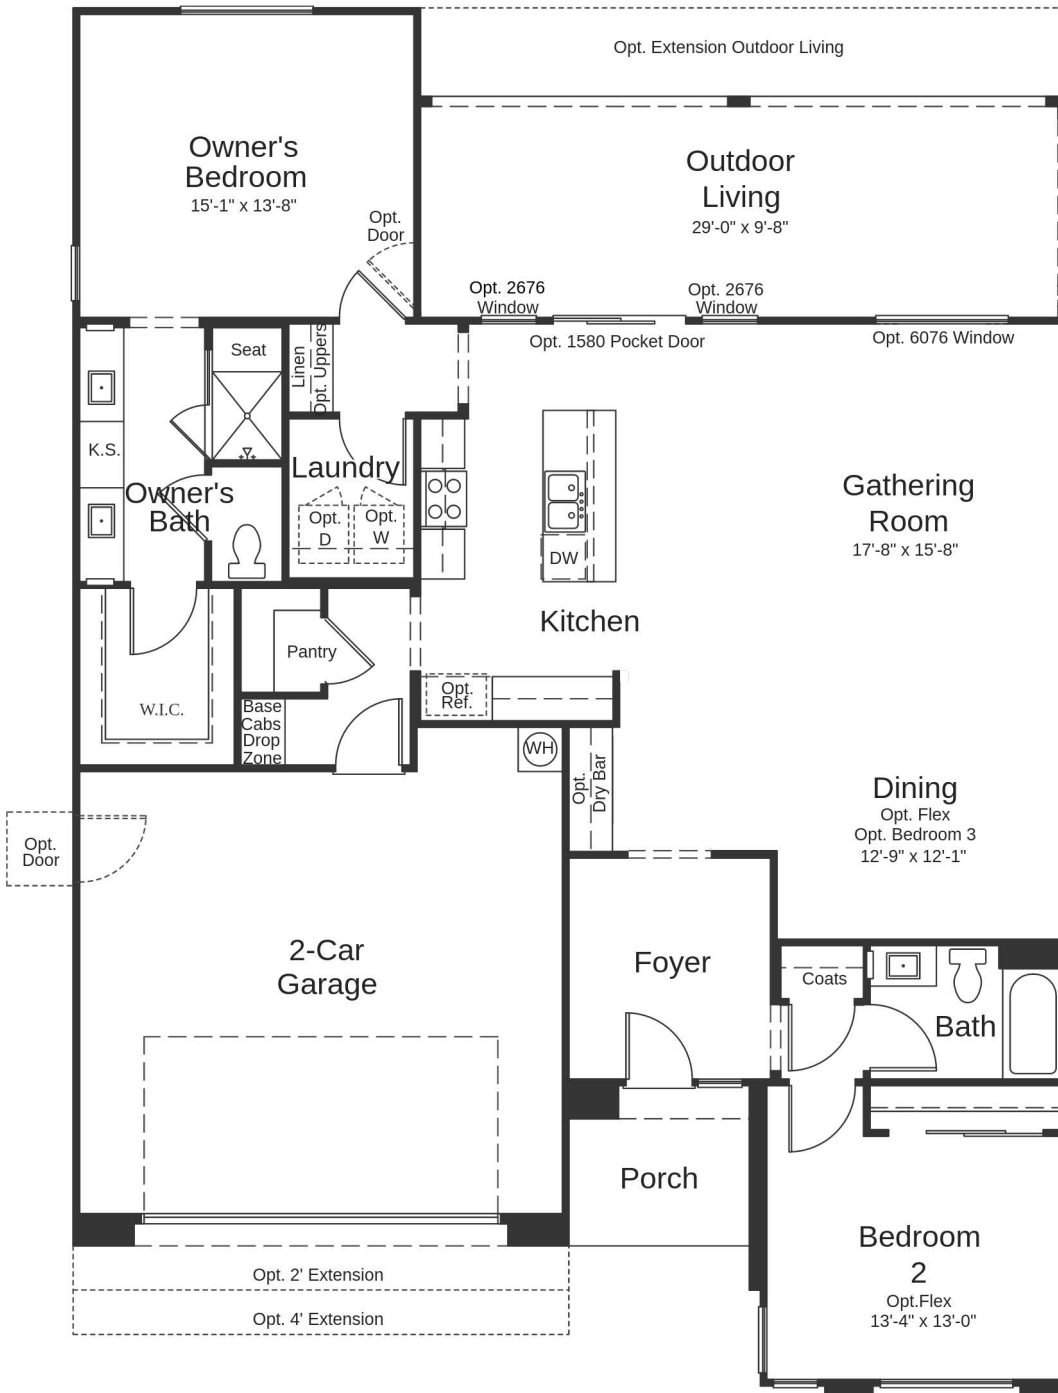 Opt. Extension Outdoor Living
Owner's
Bedroom
15'-1" x 13'-8"
Opt.
Door
Outdoor
Living
29'-0" x 9'-8"
Opt. 2676
Window
Opt. 2676
Window
Opt. 1580 Pocket Door
Opt. 6076 Window
Seat
Linen
Opt. Uppers
K.S.
Owner's
Bath
Laundry
Opt.
D
Opt.
W
DW
Gathering
Room
17'-8" x 15'-8"
Kitchen
Pantry
W.I.C.
Opt.
Ref.
Base
Cabs
Drop
Zone
WH
Opt.
Dry Bar
Dining
Opt. Flex
Opt. Bedroom 3
12'-9" x 12'-1"
Opt.
Door
2-Car
Garage
Foyer
Coats
Bath
Porch
Bedroom
2
Opt.Flex
13'-4" x 13'-0"
Opt. 2' Extension
Opt. 4' Extension